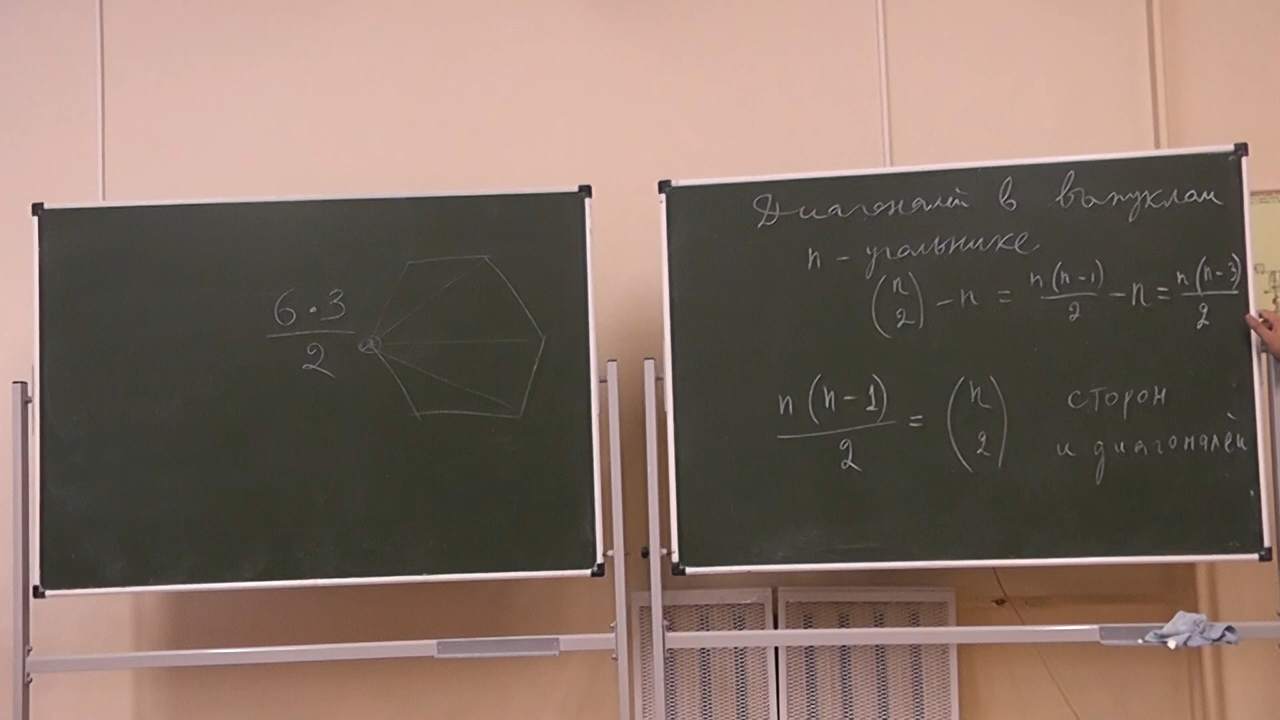 6·3
2
Диагоналей в выпуклом
n-угольнике
(n 2) - n = n(n-1)/2 - n = n(n-3)/2
n(n-1)/2 = (n 2) сторон
и диагоналей